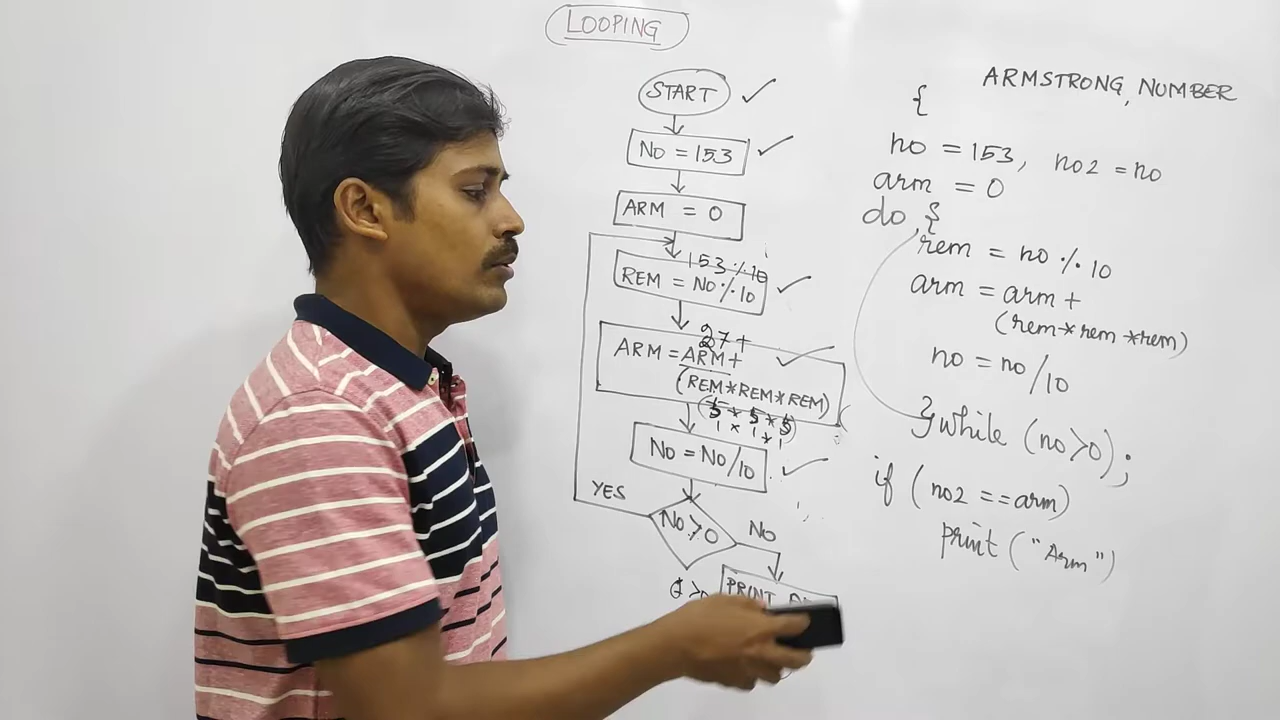 LOOPING
START
NO = 153
ARM = 0
153 % 10
REM = NO % 10
27+
ARM = ARM +
(REM*REM*REM)
5 * 5 * 5
1 * 1 * 1
NO = NO/10
YES
NO > 0
NO
PRINT
ARMSTRONG NUMBER
{
no = 153, no2 = no
arm = 0
do {
rem = no % 10
arm = arm +
(rem*rem*rem)
no = no/10
} while (no>0);
if (no2 == arm)
print ("Arm")